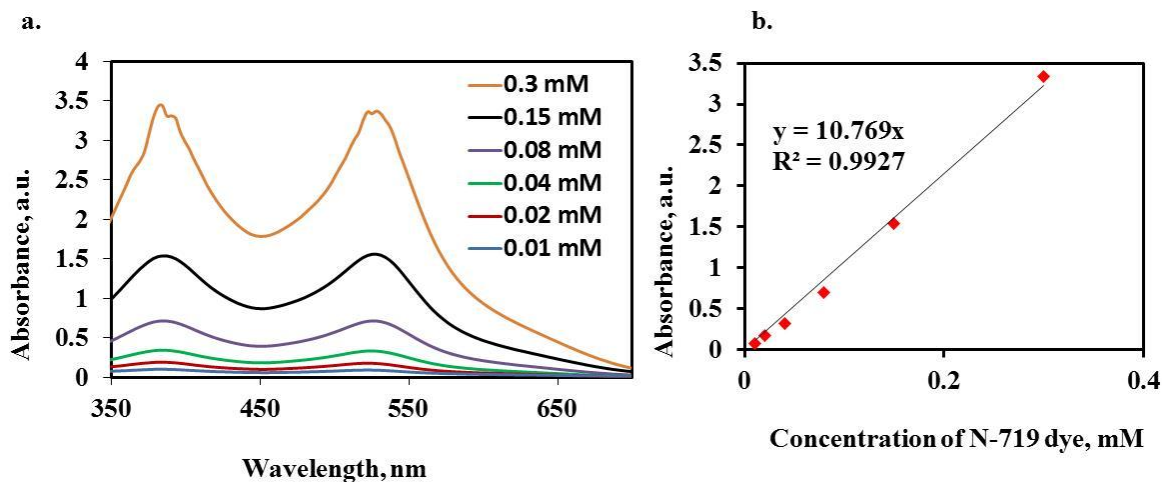 a.
Absorbance, a.u.
4
3.5
3
2.5
2
1.5
1
0.5
0
350
450
550
650
Wavelength, nm
0.3 mM
0.15 mM
0.08 mM
0.04 mM
0.02 mM
0.01 mM
b.
Absorbance, a.u.
3.5
3
2.5
2
1.5
1
0.5
0
0
0.2
0.4
y = 10.769x
R² = 0.9927
Concentration of N-719 dye, mM